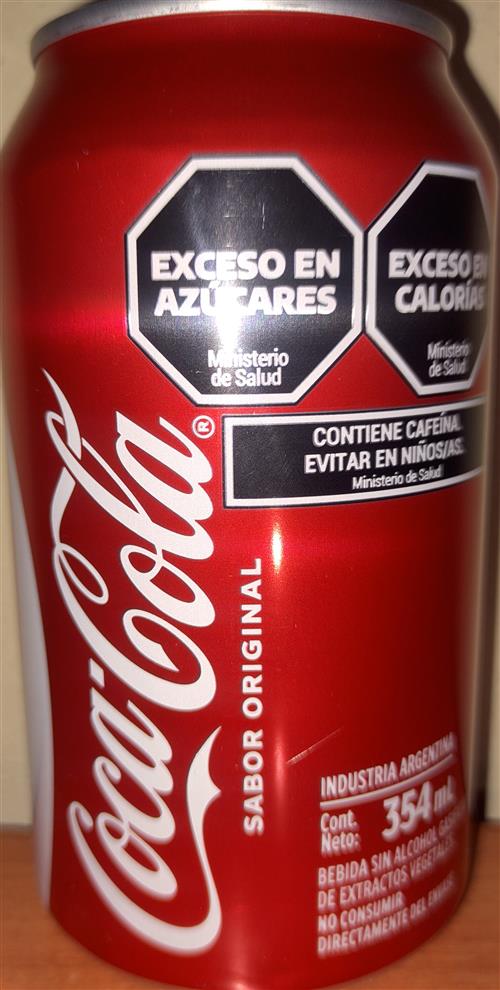 EXCESO EN
AZÚCARES
Ministerio
de Salud
EXCESO EN
CALORÍAS
Ministerio
de Salud
CONTIENE CAFEÍNA.
EVITAR EN NIÑOS/AS.
Ministerio de Salud
Coca-Cola®
SABOR ORIGINAL
INDUSTRIA ARGENTINA
Cont.
Neto:
354 mL
BEBIDA SIN ALCOHOL
DE EXTRACTOS VEGETALES
NO CONSUMIR
DIRECTAMENTE DEL ENVASE